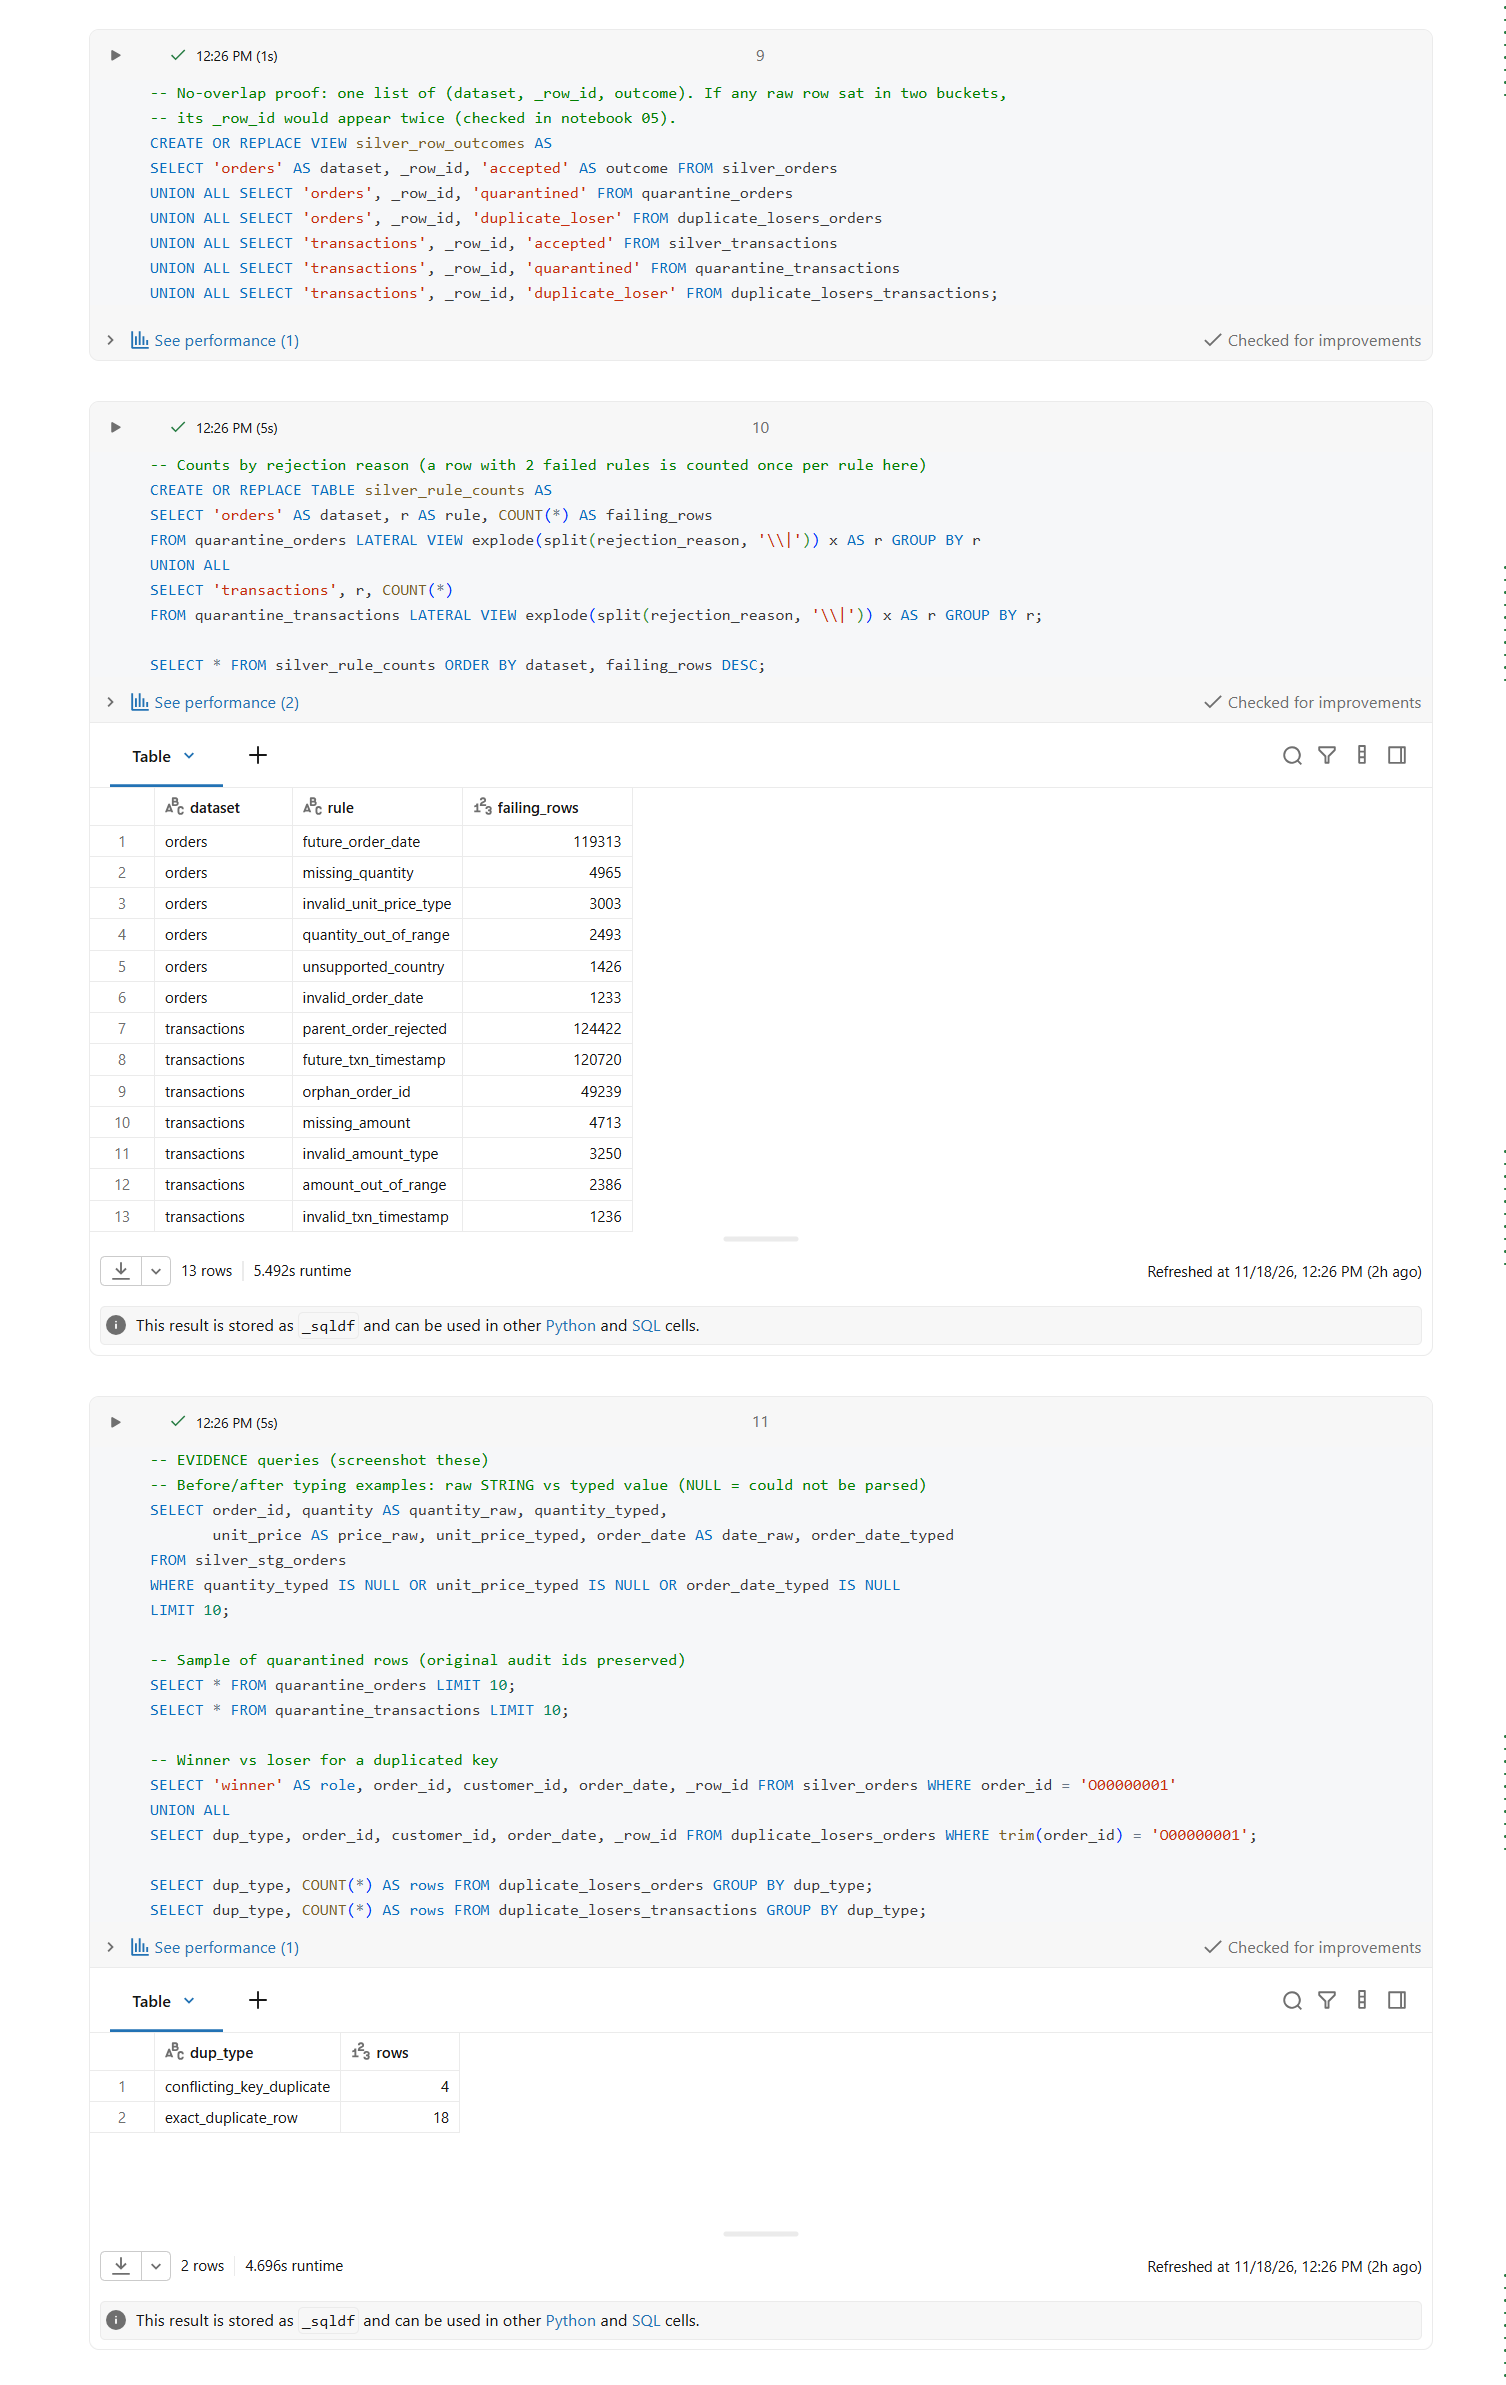 12:26 PM (1s)
9
-- No-overlap proof: one list of (dataset, _row_id, outcome). If any raw row sat in two buckets,
-- its _row_id would appear twice (checked in notebook 05).
CREATE OR REPLACE VIEW silver_row_outcomes AS
SELECT 'orders' AS dataset, _row_id, 'accepted' AS outcome FROM silver_orders
UNION ALL SELECT 'orders', _row_id, 'quarantined' FROM quarantine_orders
UNION ALL SELECT 'orders', _row_id, 'duplicate_loser' FROM duplicate_losers_orders
UNION ALL SELECT 'transactions', _row_id, 'accepted' FROM silver_transactions
UNION ALL SELECT 'transactions', _row_id, 'quarantined' FROM quarantine_transactions
UNION ALL SELECT 'transactions', _row_id, 'duplicate_loser' FROM duplicate_losers_transactions;
See performance (1)
Checked for improvements
12:26 PM (5s)
10
-- Counts by rejection reason (a row with 2 failed rules is counted once per rule here)
CREATE OR REPLACE TABLE silver_rule_counts AS
SELECT 'orders' AS dataset, r AS rule, COUNT(*) AS failing_rows
FROM quarantine_orders LATERAL VIEW explode(split(rejection_reason, '\\|')) x AS r GROUP BY r
UNION ALL
SELECT 'transactions', r, COUNT(*)
FROM quarantine_transactions LATERAL VIEW explode(split(rejection_reason, '\\|')) x AS r GROUP BY r;
SELECT * FROM silver_rule_counts ORDER BY dataset, failing_rows DESC;
See performance (2)
Checked for improvements
Table
dataset rule failing_rows
1 orders future_order_date 119313
2 orders missing_quantity 4965
3 orders invalid_unit_price_type 3003
4 orders quantity_out_of_range 2493
5 orders unsupported_country 1426
6 orders invalid_order_date 1233
7 transactions parent_order_rejected 124422
8 transactions future_txn_timestamp 120720
9 transactions orphan_order_id 49239
10 transactions missing_amount 4713
11 transactions invalid_amount_type 3250
12 transactions amount_out_of_range 2386
13 transactions invalid_txn_timestamp 1236
13 rows 5.492s runtime
Refreshed at 11/18/26, 12:26 PM (2h ago)
This result is stored as _sqldf and can be used in other Python and SQL cells.
12:26 PM (5s)
11
-- EVIDENCE queries (screenshot these)
-- Before/after typing examples: raw STRING vs typed value (NULL = could not be parsed)
SELECT order_id, quantity AS quantity_raw, quantity_typed,
unit_price AS price_raw, unit_price_typed, order_date AS date_raw, order_date_typed
FROM silver_stg_orders
WHERE quantity_typed IS NULL OR unit_price_typed IS NULL OR order_date_typed IS NULL
LIMIT 10;
-- Sample of quarantined rows (original audit ids preserved)
SELECT * FROM quarantine_orders LIMIT 10;
SELECT * FROM quarantine_transactions LIMIT 10;
-- Winner vs loser for a duplicated key
SELECT 'winner' AS role, order_id, customer_id, order_date, _row_id FROM silver_orders WHERE order_id = 'O00000001'
UNION ALL
SELECT dup_type, order_id, customer_id, order_date, _row_id FROM duplicate_losers_orders WHERE trim(order_id) = 'O00000001';
SELECT dup_type, COUNT(*) AS rows FROM duplicate_losers_orders GROUP BY dup_type;
SELECT dup_type, COUNT(*) AS rows FROM duplicate_losers_transactions GROUP BY dup_type;
See performance (1)
Checked for improvements
Table
dup_type rows
1 conflicting_key_duplicate 4
2 exact_duplicate_row 18
2 rows 4.696s runtime
Refreshed at 11/18/26, 12:26 PM (2h ago)
This result is stored as _sqldf and can be used in other Python and SQL cells.